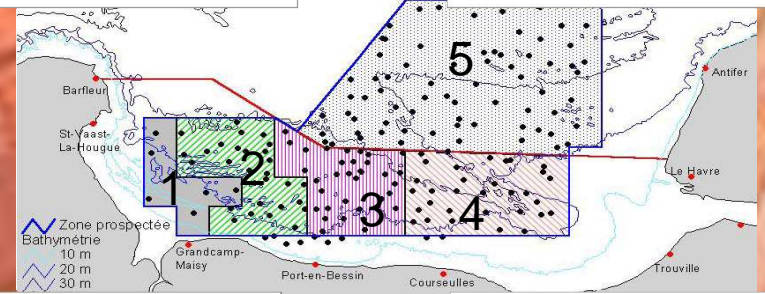 5
Antifer
Barfleur
St-Vaast-
La-Hougue
2
1
Le Havre
3
4
Zone prospectée
Bathymétrie
10 m
20 m
30 m
Grandcamp-
Maisy
Port-en-Bessin
Courseulles
Trouville